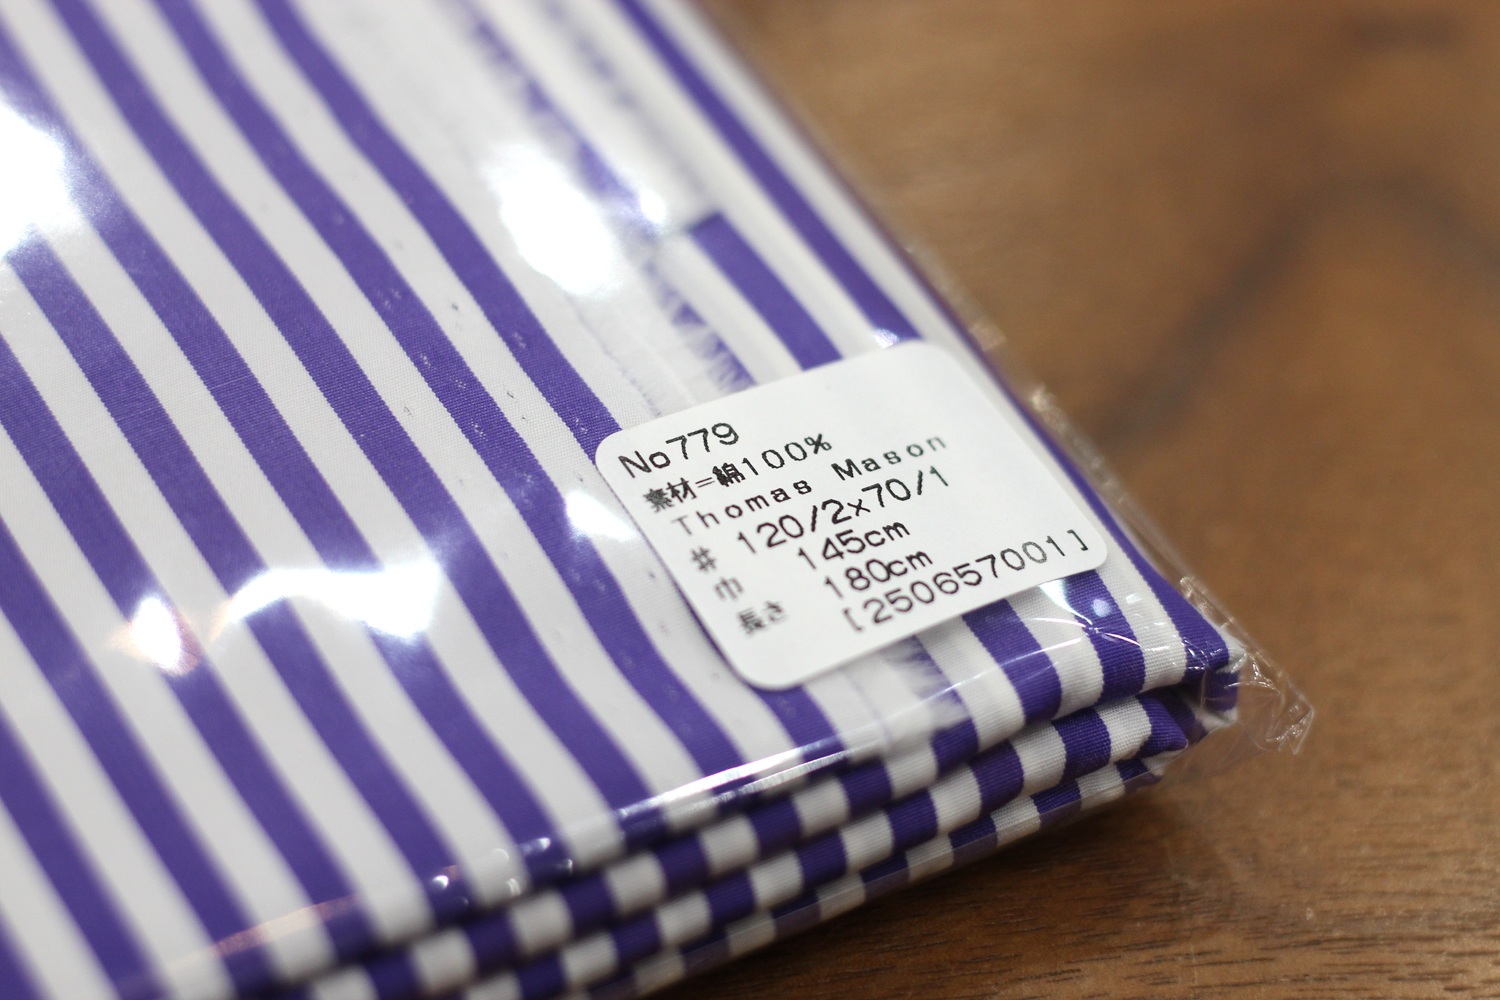 No779
素材=綿100%
Thomas Mason
# 120/2x70/1
巾 145cm
長さ 180cm
[250657001]